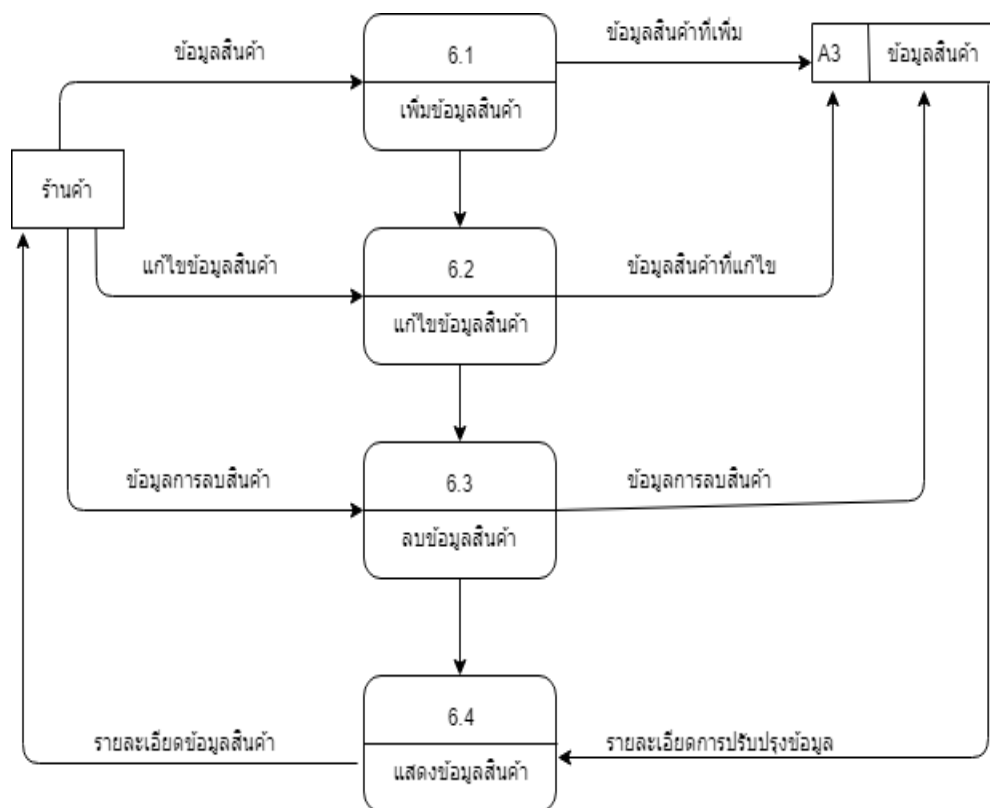 ข้อมูลสินค้า
6.1
เพิ่มข้อมูลสินค้า
ข้อมูลสินค้าที่เพิ่ม
A3
ข้อมูลสินค้า
ร้านค้า
แก้ไขข้อมูลสินค้า
6.2
แก้ไขข้อมูลสินค้า
ข้อมูลสินค้าที่แก้ไข
ข้อมูลการลบสินค้า
6.3
ลบข้อมูลสินค้า
ข้อมูลการลบสินค้า
รายละเอียดข้อมูลสินค้า
6.4
แสดงข้อมูลสินค้า
รายละเอียดการปรับปรุงข้อมูล